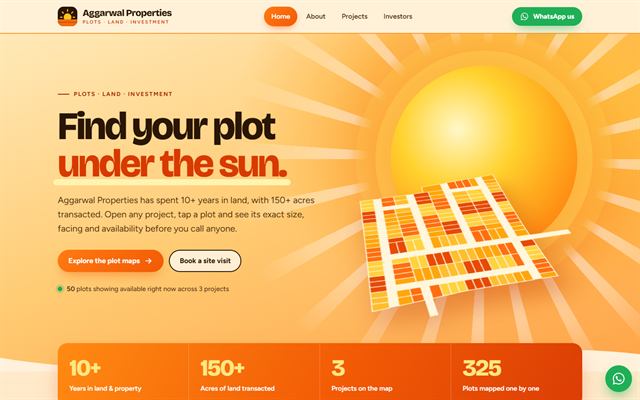 Aggarwal Properties
PLOTS · LAND · INVESTMENT
Home
About
Projects
Investors
WhatsApp us
PLOTS · LAND · INVESTMENT
Find your plot
under the sun.
Aggarwal Properties has spent 10+ years in land, with 150+ acres
transacted. Open any project, tap a plot and see its exact size,
facing and availability before you call anyone.
Explore the plot maps →
Book a site visit
50 plots showing available right now across 3 projects
10+
Years in land & property
150+
Acres of land transacted
3
Projects on the map
325
Plots mapped one by one